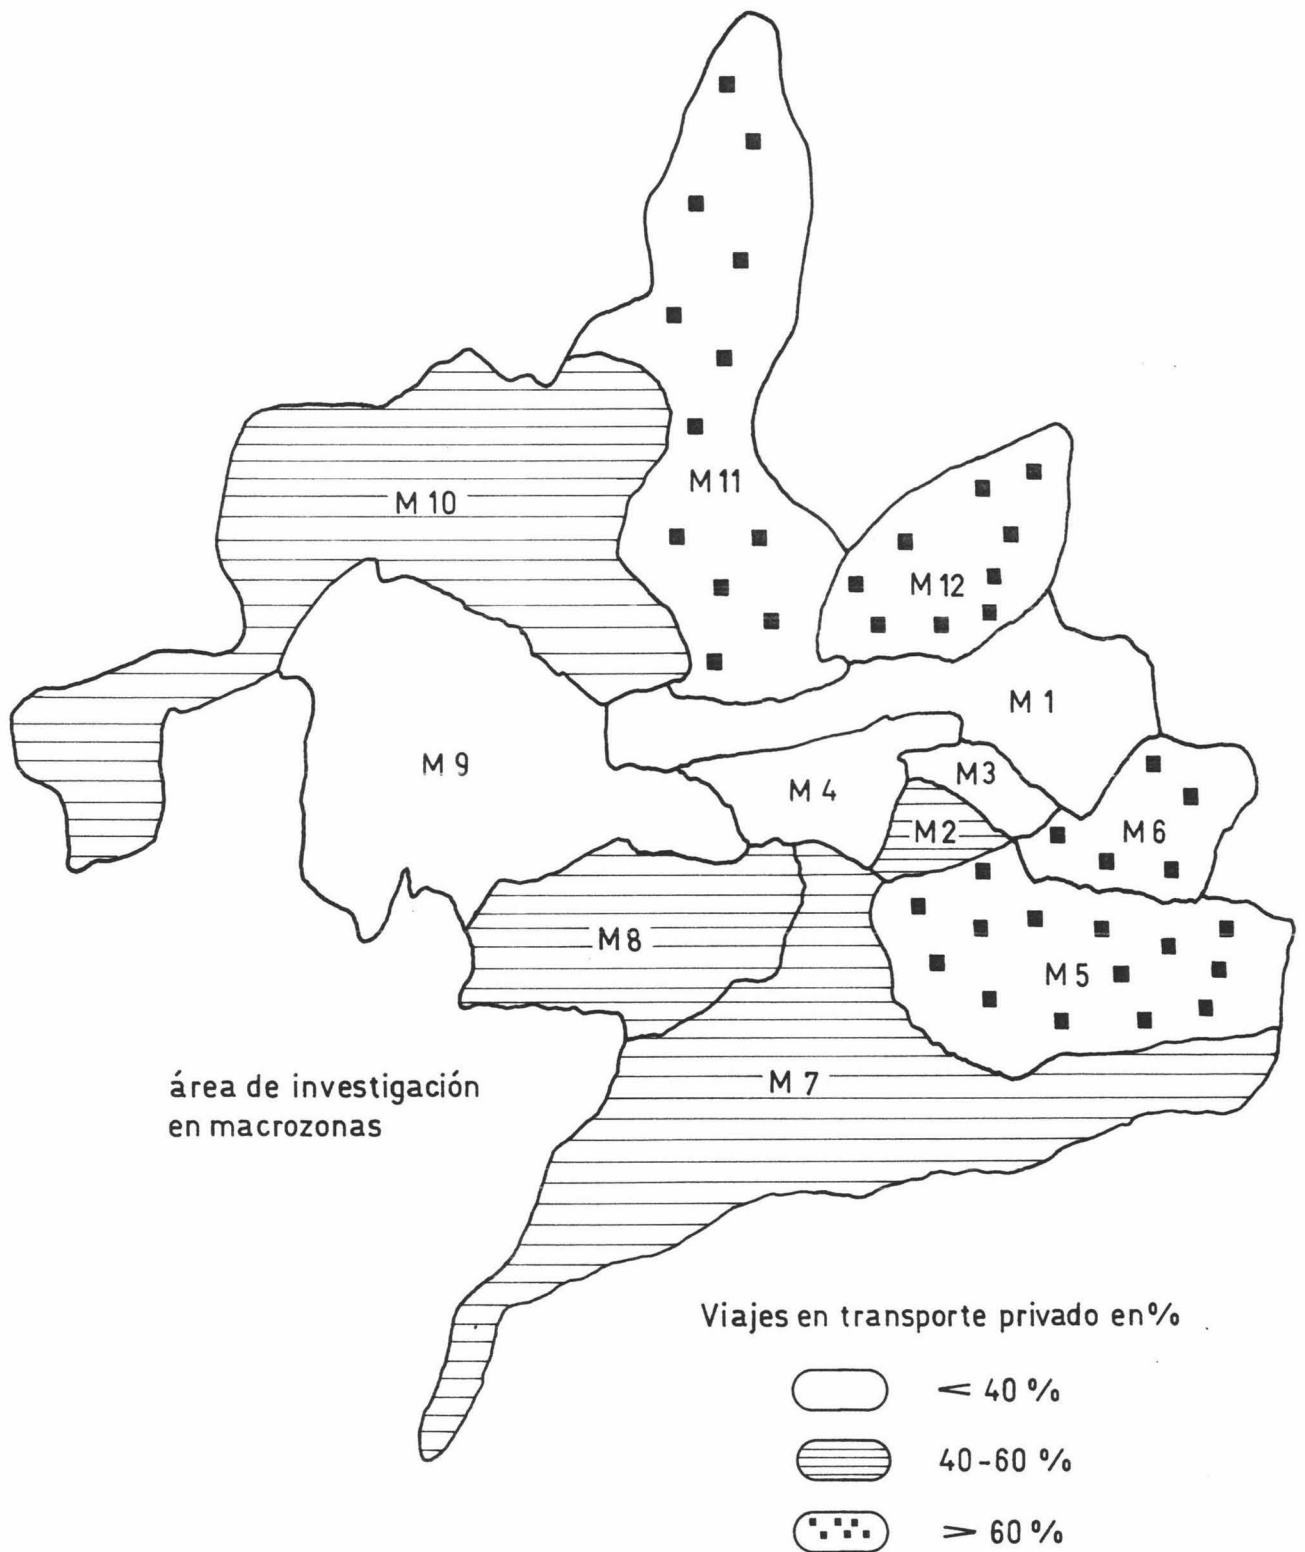 M 11
M 10
M 12
M 1
M 9
M 3
M 4
M 2
M 6
M 8
M 5
M 7
área de investigación
en macrozonas
Viajes en transporte privado en %
< 40 %
40-60 %
> 60 %